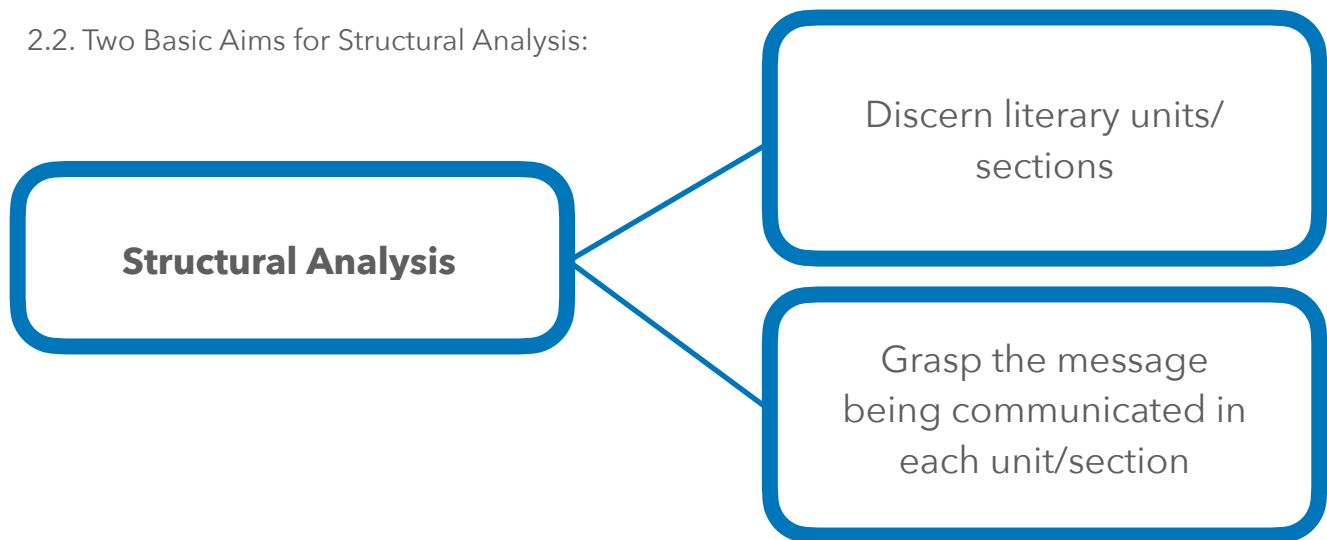 2.2. Two Basic Aims for Structural Analysis:
Discern literary units/
sections
Structural Analysis
Grasp the message
being communicated in
each unit/section